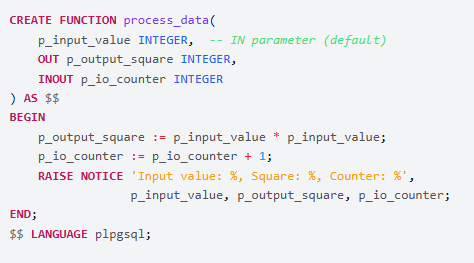 CREATE FUNCTION process_data(
    p_input_value INTEGER,  -- IN parameter (default)
    OUT p_output_square INTEGER,
    INOUT p_io_counter INTEGER
) AS $$
BEGIN
    p_output_square := p_input_value * p_input_value;
    p_io_counter := p_io_counter + 1;
    RAISE NOTICE 'Input value: %, Square: %, Counter: %',
                 p_input_value, p_output_square, p_io_counter;
END;
$$ LANGUAGE plpgsql;